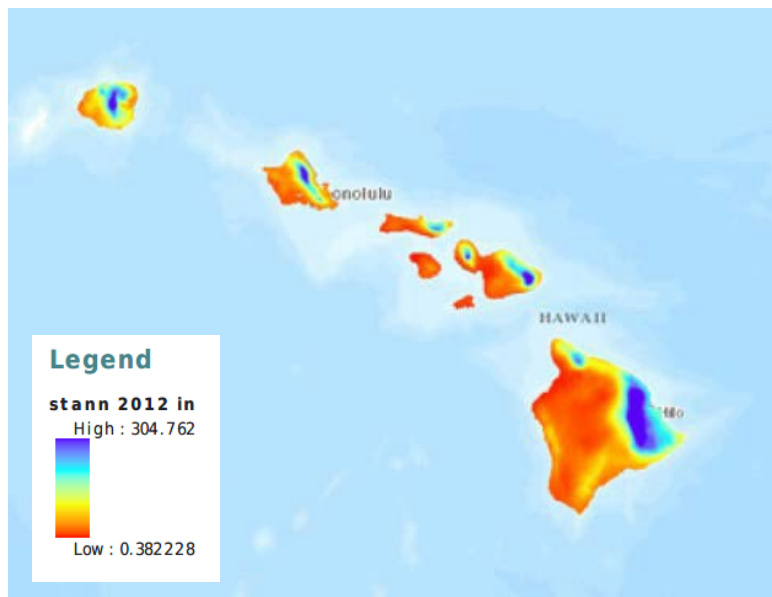 onolulu
HAWAII
Hilo
Legend
stann 2012 in
High : 304.762
Low : 0.382228